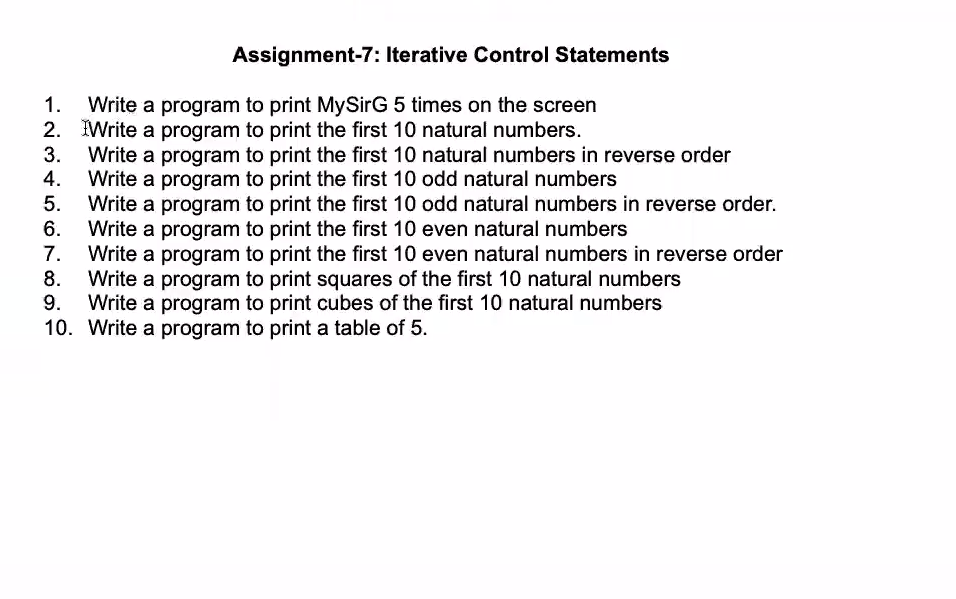 Assignment-7: Iterative Control Statements
1. Write a program to print MySirG 5 times on the screen
2. Write a program to print the first 10 natural numbers.
3. Write a program to print the first 10 natural numbers in reverse order
4. Write a program to print the first 10 odd natural numbers
5. Write a program to print the first 10 odd natural numbers in reverse order.
6. Write a program to print the first 10 even natural numbers
7. Write a program to print the first 10 even natural numbers in reverse order
8. Write a program to print squares of the first 10 natural numbers
9. Write a program to print cubes of the first 10 natural numbers
10. Write a program to print a table of 5.